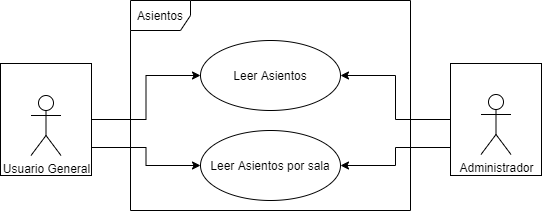 Asientos
Leer Asientos
Leer Asientos por sala
Usuario General
Administrador